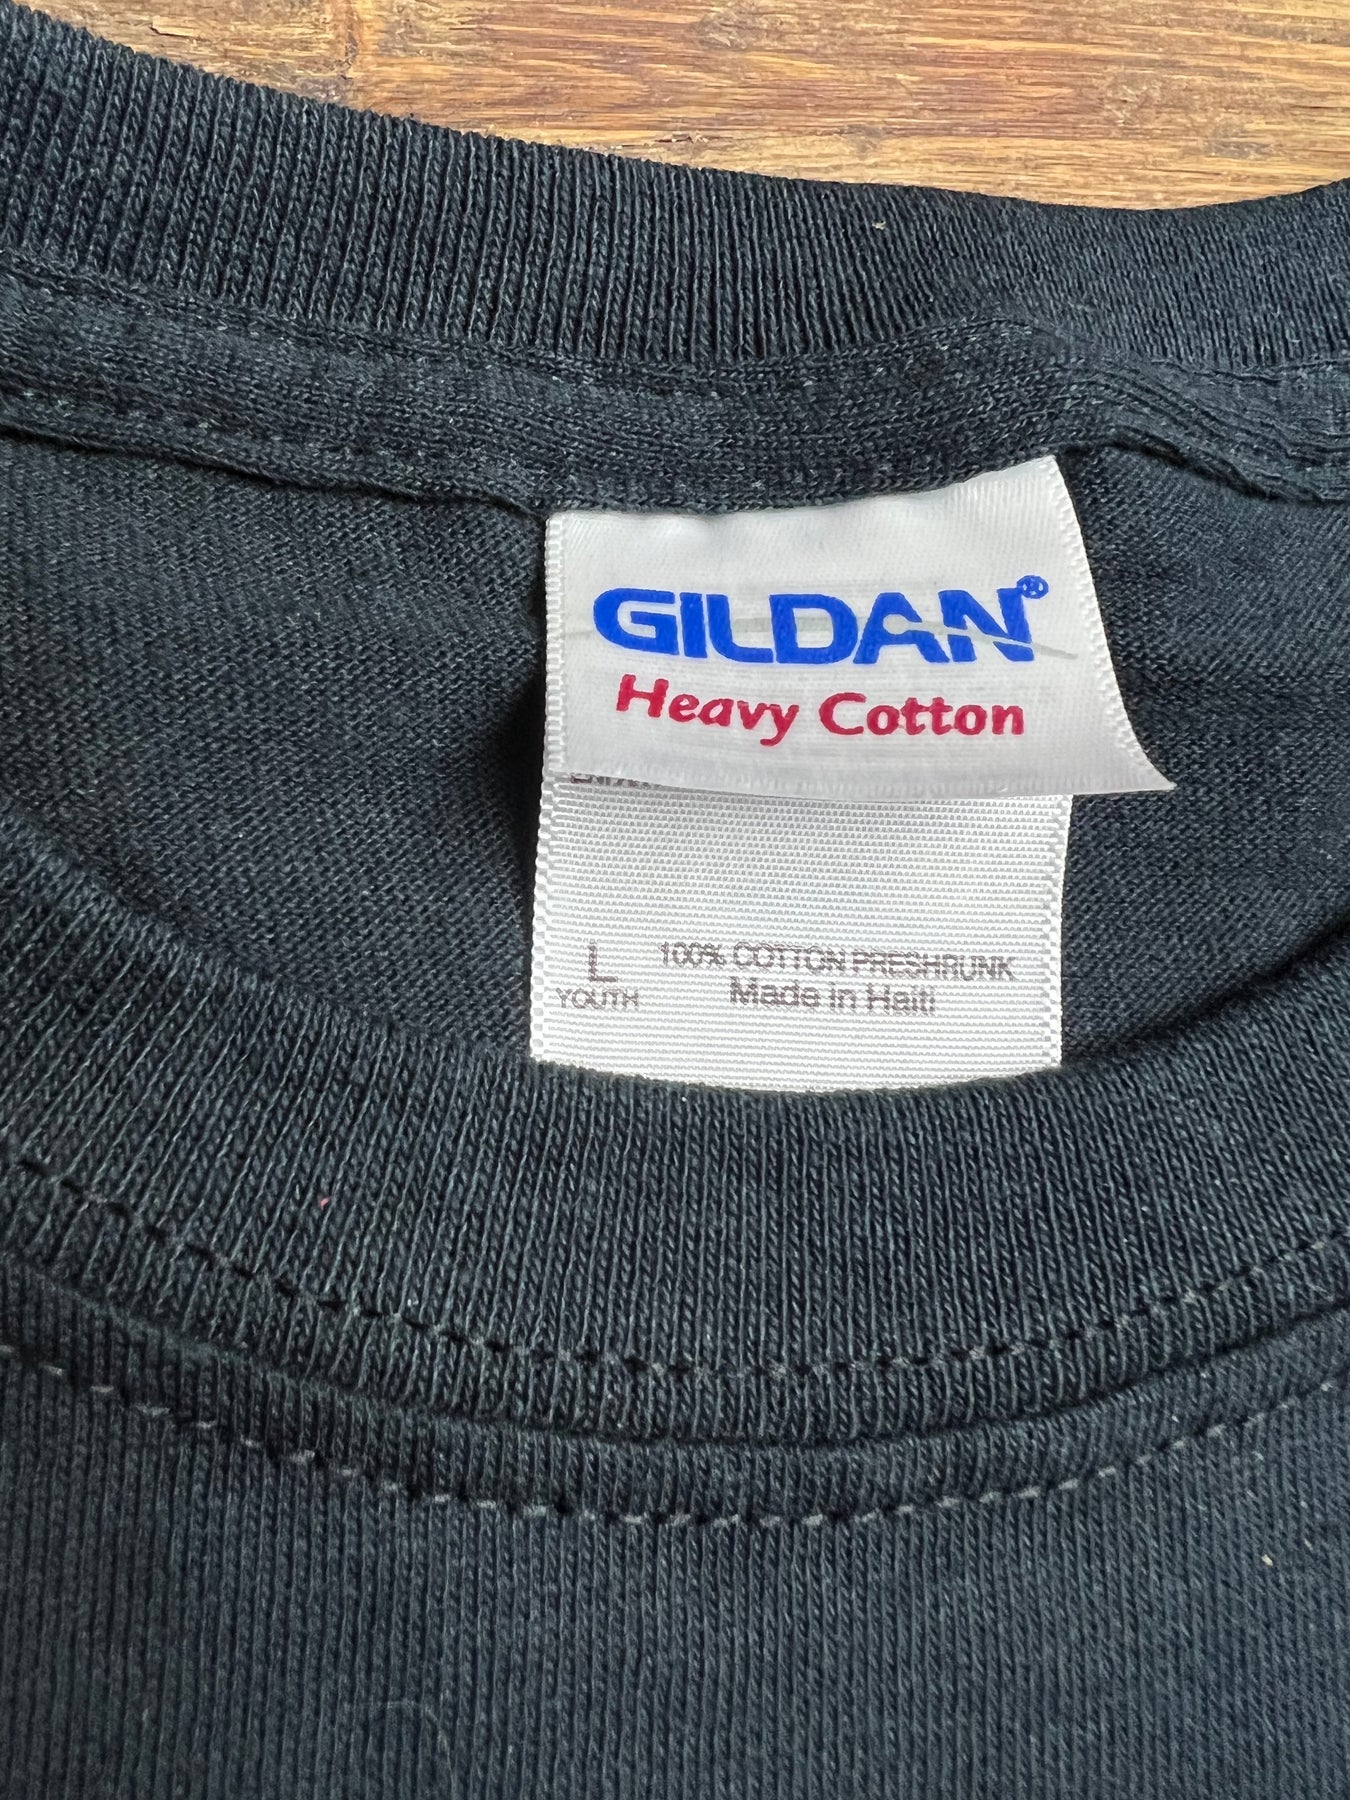 GILDAN®
Heavy Cotton
L
YOUTH
100% COTTON PRESHRUNK
Made in Haiti